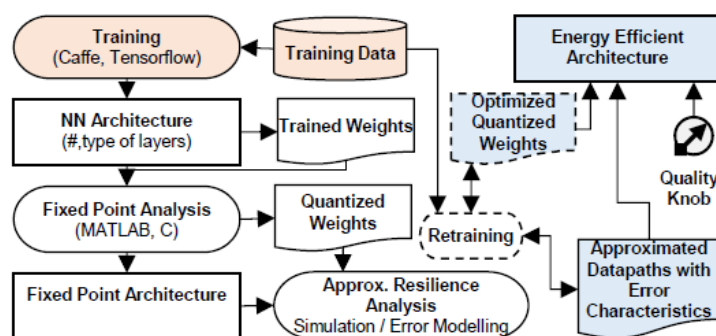 Training
(Caffe, Tensorflow)
Training Data
Energy Efficient
Architecture
NN Architecture
(#,type of layers)
Trained Weights
Optimized
Quantized
Weights
Quality
Knob
Fixed Point Analysis
(MATLAB, C)
Quantized
Weights
Retraining
Fixed Point Architecture
Approx. Resilience
Analysis
Simulation / Error Modelling
Approximated
Datapaths with
Error
Characteristics